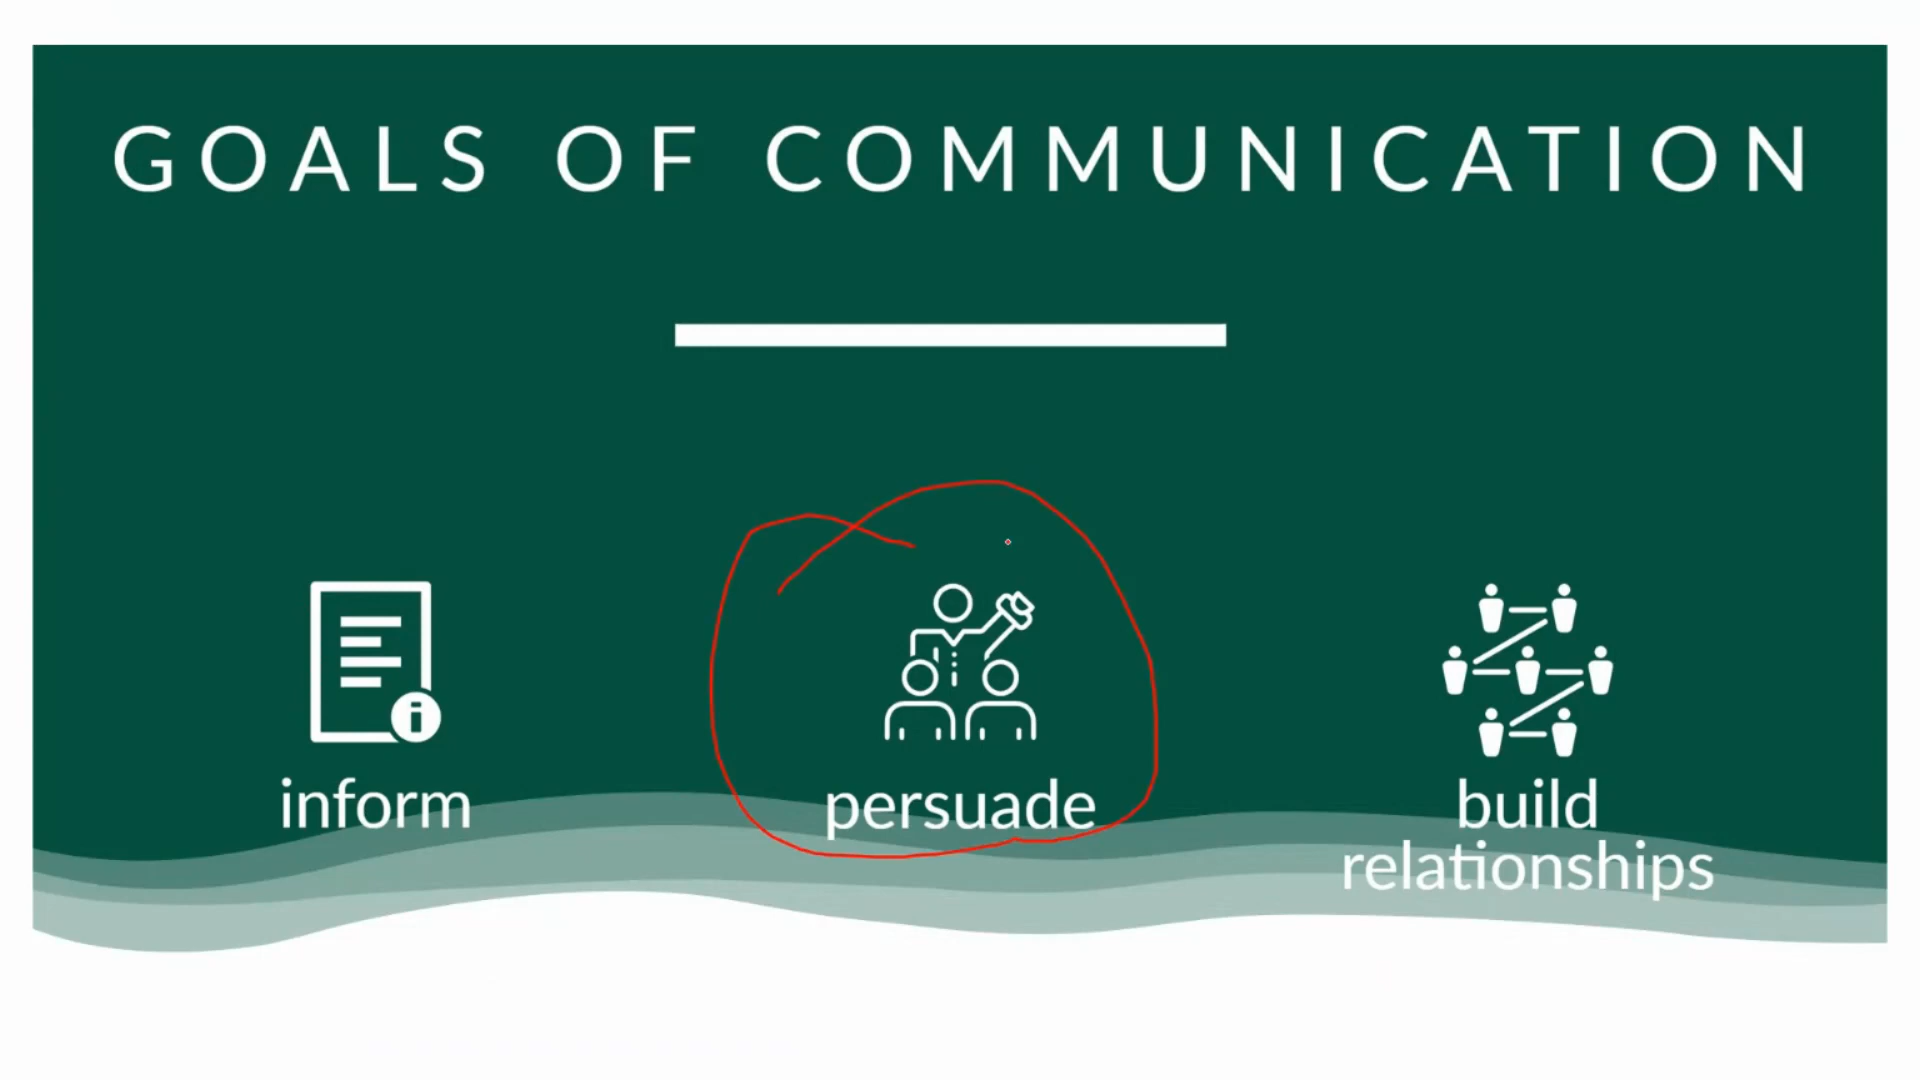 GOALS OF COMMUNICATION
inform
persuade
build
relationships